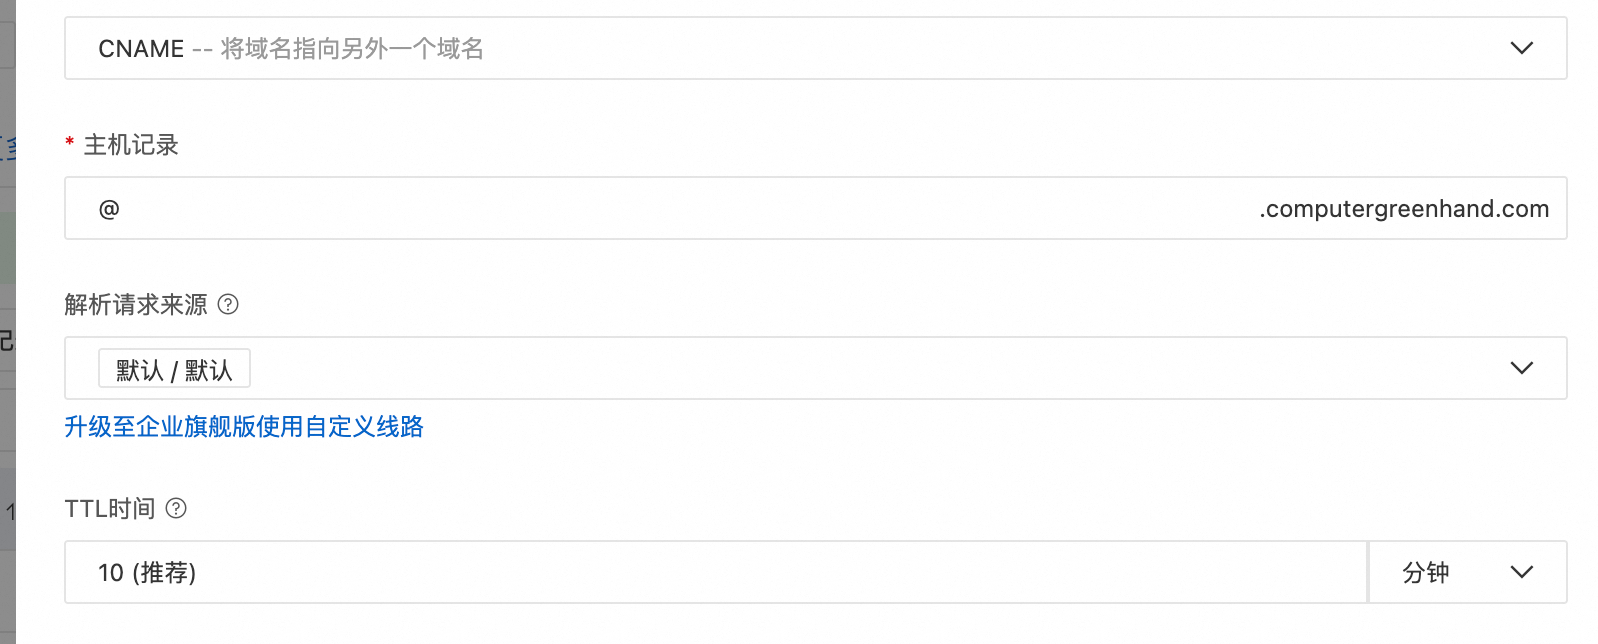 CNAME -- 将域名指向另外一个域名
* 主机记录
@ .computergreenhand.com
解析请求来源 ?
默认 / 默认
升级至企业旗舰版使用自定义线路
TTL时间 ?
10 (推荐) 分钟